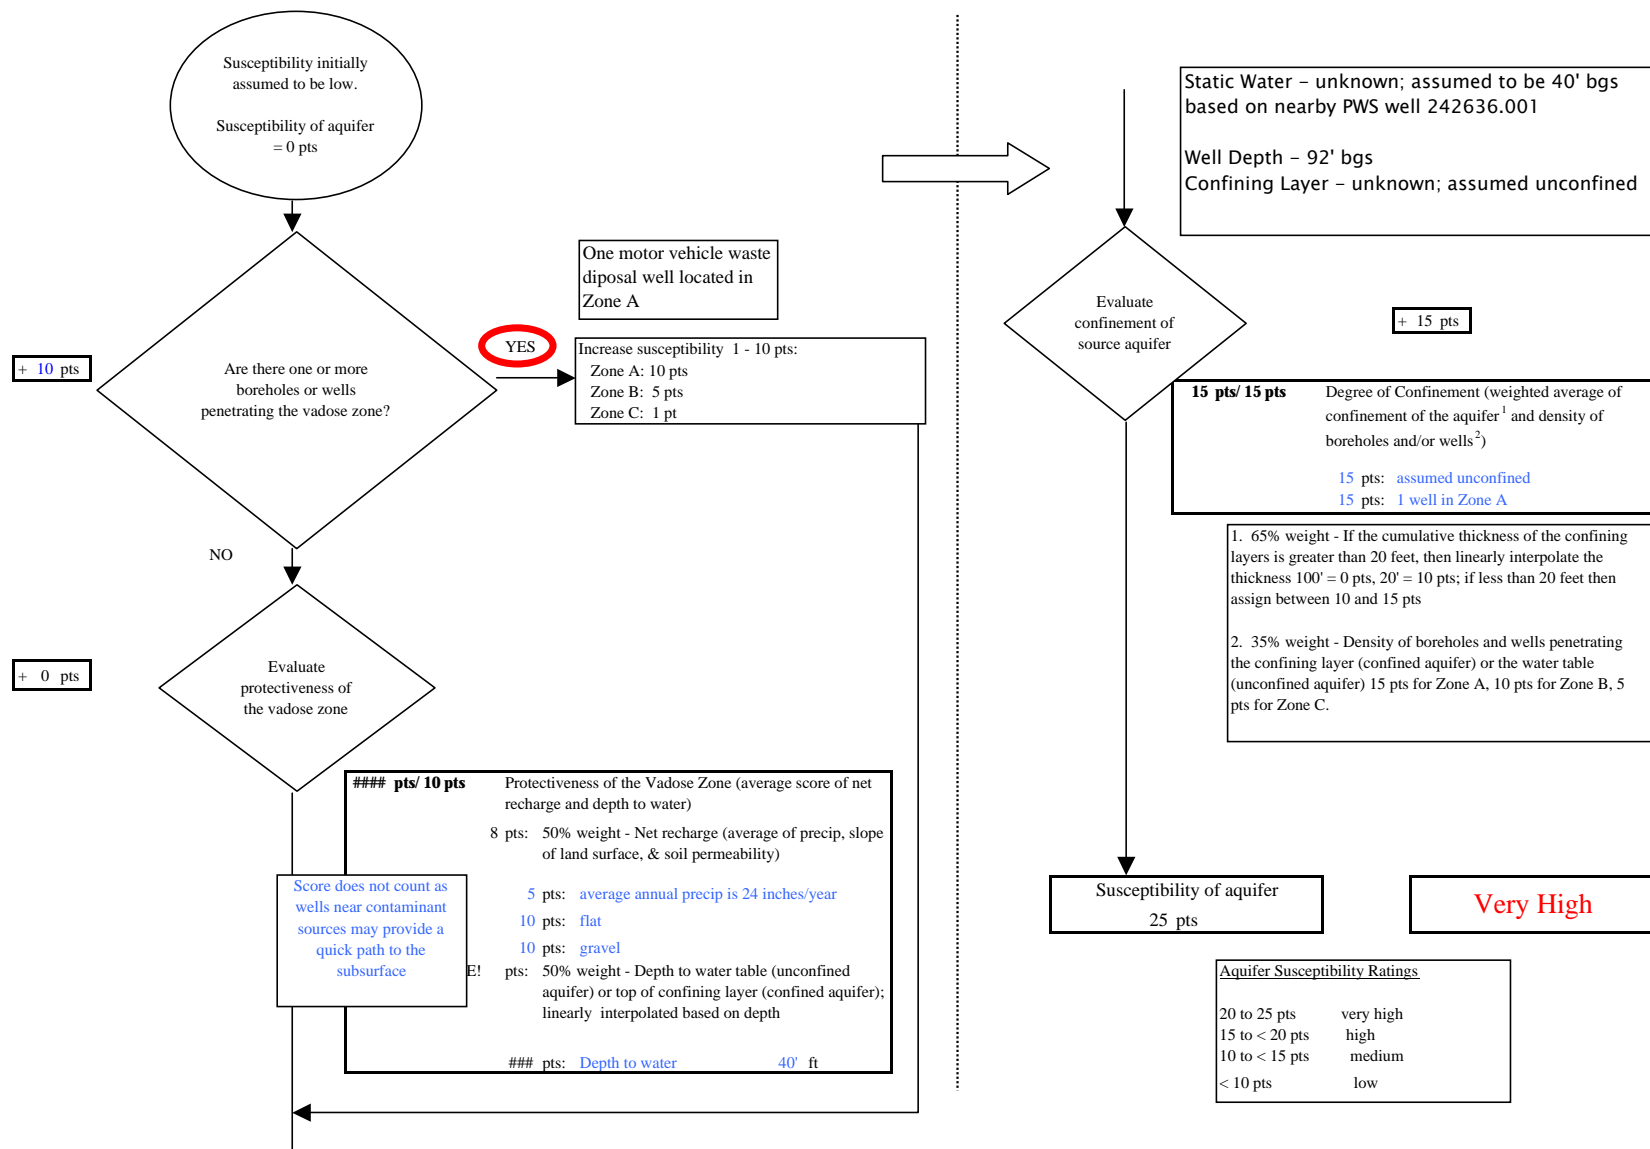 Susceptibility initially
assumed to be low.
Susceptibility of aquifer
= 0 pts
+ 10 pts
Are there one or more
boreholes or wells
penetrating the vadose zone?
YES
One motor vehicle waste
diposal well located in
Zone A
Increase susceptibility 1 - 10 pts:
Zone A: 10 pts
Zone B: 5 pts
Zone C: 1 pt
NO
+ 0 pts
Evaluate
protectiveness of
the vadose zone
#### pts/ 10 pts Protectiveness of the Vadose Zone (average score of net
recharge and depth to water)
8 pts: 50% weight - Net recharge (average of precip, slope
of land surface, & soil permeability)
5 pts: average annual precip is 24 inches/year
10 pts: flat
10 pts: gravel
E! pts: 50% weight - Depth to water table (unconfined
aquifer) or top of confining layer (confined aquifer);
linearly interpolated based on depth
### pts: Depth to water 40' ft
Score does not count as
wells near contaminant
sources may provide a
quick path to the
subsurface
Static Water – unknown; assumed to be 40' bgs
based on nearby PWS well 242636.001
Well Depth – 92' bgs
Confining Layer – unknown; assumed unconfined
Evaluate
confinement of
source aquifer
+ 15 pts
15 pts/ 15 pts Degree of Confinement (weighted average of
confinement of the aquifer1 and density of
boreholes and/or wells2)
15 pts: assumed unconfined
15 pts: 1 well in Zone A
1. 65% weight - If the cumulative thickness of the confining
layers is greater than 20 feet, then linearly interpolate the
thickness 100' = 0 pts, 20' = 10 pts; if less than 20 feet then
assign between 10 and 15 pts
2. 35% weight - Density of boreholes and wells penetrating
the confining layer (confined aquifer) or the water table
(unconfined aquifer) 15 pts for Zone A, 10 pts for Zone B, 5
pts for Zone C.
Susceptibility of aquifer
25 pts
Very High
Aquifer Susceptibility Ratings
20 to 25 pts very high
15 to < 20 pts high
10 to < 15 pts medium
< 10 pts low